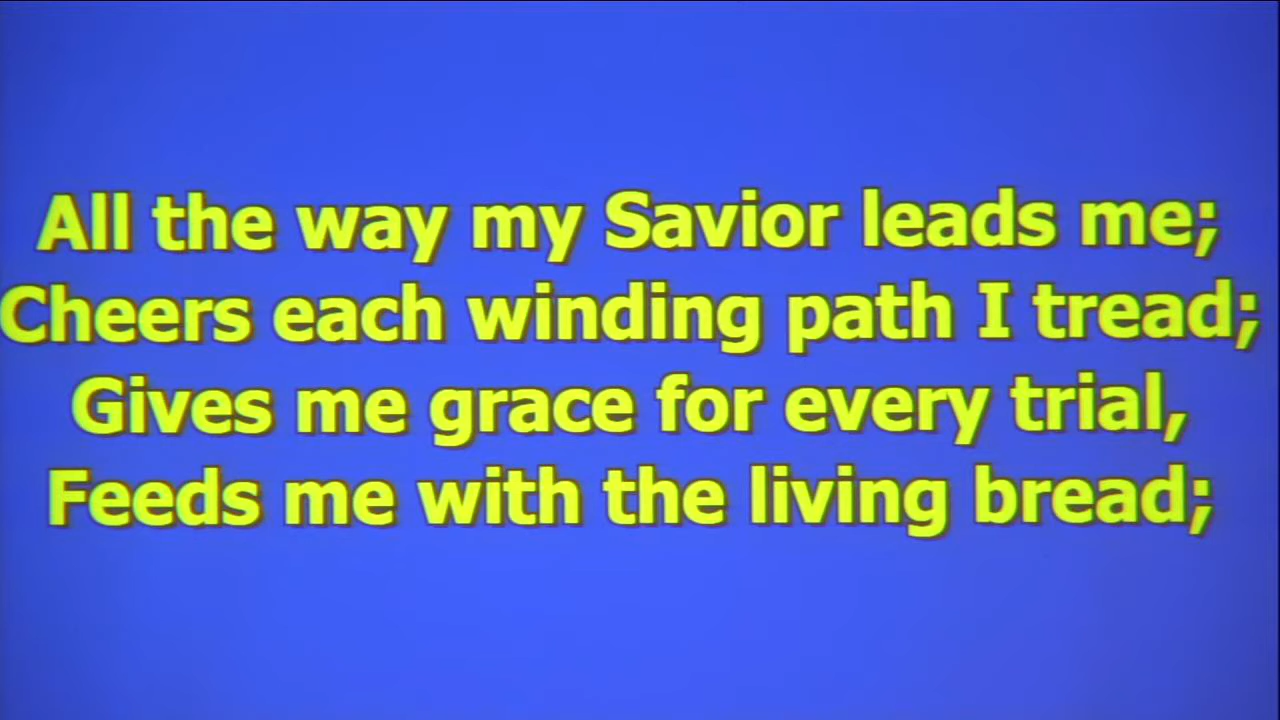 All the way my Savior leads me;
Cheers each winding path I tread;
Gives me grace for every trial,
Feeds me with the living bread;